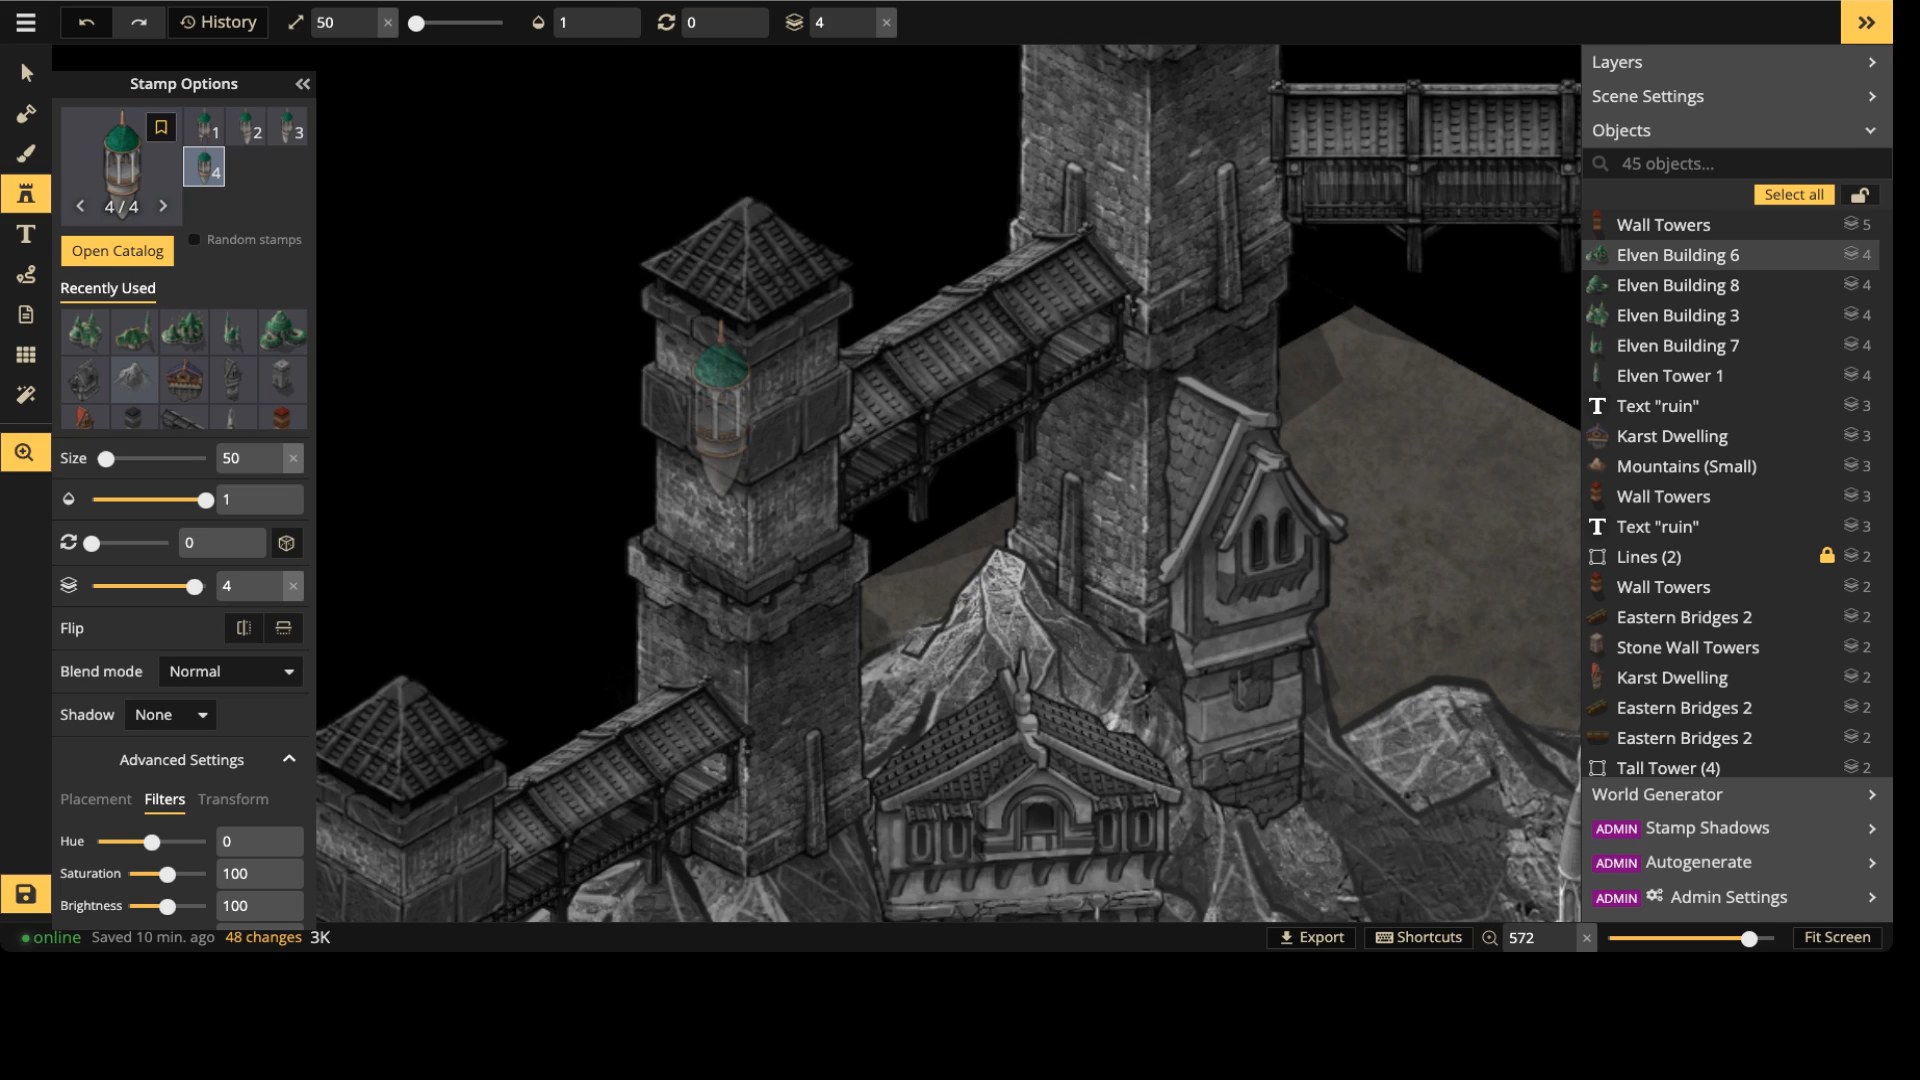 History 50 × 1 0 4 ×
Stamp Options
1 2 3
4
4 / 4
Random stamps
Open Catalog
Recently Used
Size 50 ×
1
0
4 ×
Flip
Blend mode Normal
Shadow None
Advanced Settings
Placement Filters Transform
Hue 0
Saturation 100
Brightness 100
online Saved 10 min. ago 48 changes 3K
Layers
Scene Settings
Objects
45 objects...
Select all
Wall Towers 5
Elven Building 6 4
Elven Building 8 4
Elven Building 3 4
Elven Building 7 4
Elven Tower 1 4
T Text "ruin" 3
Karst Dwelling 3
Mountains (Small) 3
Wall Towers 3
T Text "ruin" 3
Lines (2) 2
Wall Towers 2
Eastern Bridges 2 2
Stone Wall Towers 2
Karst Dwelling 2
Eastern Bridges 2 2
Eastern Bridges 2 2
Tall Tower (4) 2
World Generator
ADMIN Stamp Shadows
ADMIN Autogenerate
ADMIN Admin Settings
Export Shortcuts 572 × Fit Screen